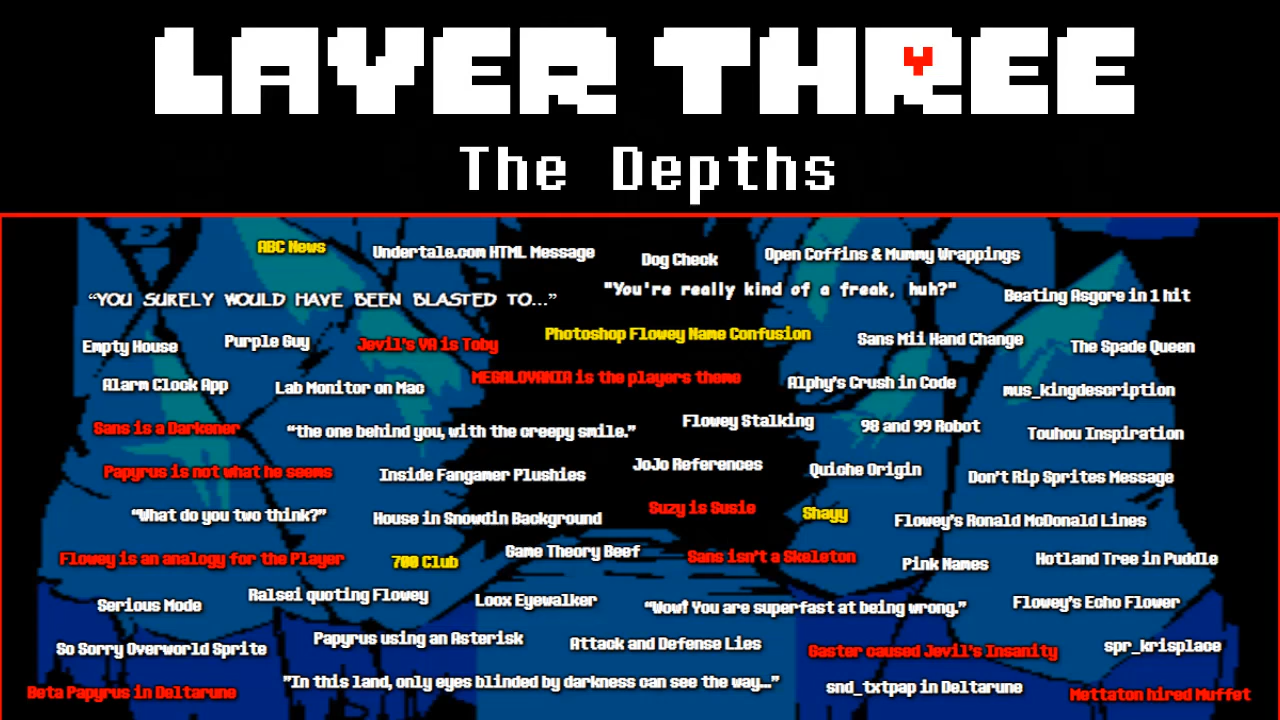 LAYER THREE
The Depths
ABC News
Undertale.com HTML Message
Dog Check
Open Coffins & Mummy Wrappings
“YOU SURELY WOULD HAVE BEEN BLASTED TO...”
"You're really kind of a freak, huh?"
Beating Asgore in 1 hit
Empty House
Purple Guy
Jevil's VA is Toby
Photoshop Flowey Name Confusion
Sans Mii Hand Change
The Spade Queen
Alarm Clock App
Lab Monitor on Mac
MEGALOVANIA is the players theme
Alphy's Crush in Code
mus_kingdescription
Sans is a Darkener
“the one behind you, with the creepy smile.”
Flowey Stalking
98 and 99 Robot
Touhou Inspiration
Papyrus is not what he seems
Inside Fangamer Plushies
JoJo References
Quiche Origin
Don't Rip Sprites Message
“What do you two think?”
House in Snowdin Background
Suzy is Susie
Shayy
Flowey's Ronald McDonald Lines
Flowey is an analogy for the Player
700 Club
Game Theory Beef
Sans isn't a Skeleton
Pink Names
Hotland Tree in Puddle
Serious Mode
Ralsei quoting Flowey
Loox Eyewalker
“Wow! You are superfast at being wrong.”
Flowey's Echo Flower
So Sorry Overworld Sprite
Papyrus using an Asterisk
Attack and Defense Lies
Gaster caused Jevil's Insanity
spr_krisplace
Beta Papyrus in Deltarune
"In this land, only eyes blinded by darkness can see the way..."
snd_txtpap in Deltarune
Mettaton hired Muffet